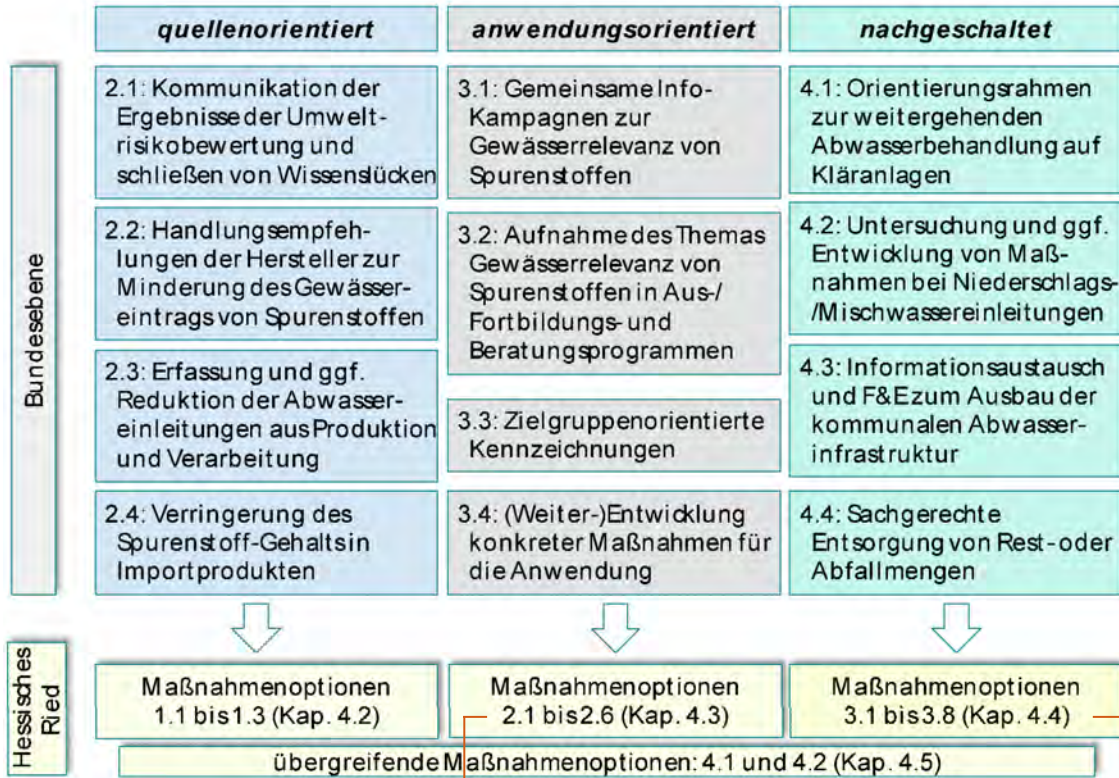 quellenorientiert
anwendungsorientiert
nachgeschaltet
Bundesebene
2.1: Kommunikation der
Ergebnisse der Umwelt-
risikobewertung und
schließen von Wissenslücken
2.2: Handlungsempfeh-
lungen der Hersteller zur
Minderung des Gewässer-
eintrags von Spurenstoffen
2.3: Erfassung und ggf.
Reduktion der Abwasser-
einleitungen aus Produktion
und Verarbeitung
2.4: Verringerung des
Spurenstoff-Gehalts in
Importprodukten
3.1: Gemeinsame Info-
Kampagnen zur
Gewässerrelevanz von
Spurenstoffen
3.2: Aufnahme des Themas
Gewässerrelevanz von
Spurenstoffen in Aus-/
Fortbildungs- und
Beratungsprogrammen
3.3: Zielgruppenorientierte
Kennzeichnungen
3.4: (Weiter-)Entwicklung
konkreter Maßnahmen für
die Anwendung
4.1: Orientierungsrahmen
zur weitergehenden
Abwasserbehandlung auf
Kläranlagen
4.2: Untersuchung und ggf.
Entwicklung von Maß-
nahmen bei Niederschlags-
/Mischwassereinleitungen
4.3: Informationsaustausch
und F&E zum Ausbau der
kommunalen Abwasser-
infrastruktur
4.4: Sachgerechte
Entsorgung von Rest- oder
Abfallmengen
Hessisches
Ried
Maßnahmenoptionen
1.1 bis 1.3 (Kap. 4.2)
Maßnahmenoptionen
2.1 bis 2.6 (Kap. 4.3)
Maßnahmenoptionen
3.1 bis 3.8 (Kap. 4.4)
übergreifende Maßnahmenoptionen: 4.1 und 4.2 (Kap. 4.5)